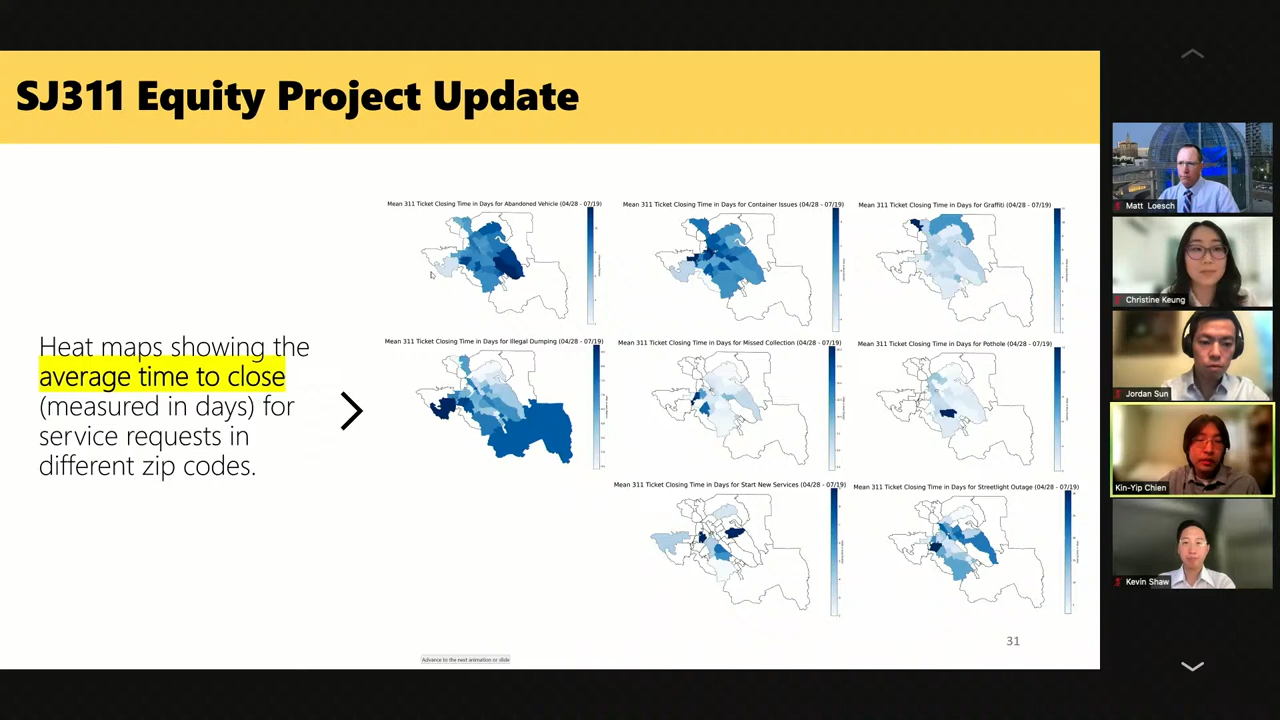 SJ311 Equity Project Update
Mean 311 Ticket Closing Time in Days for Abandoned Vehicle (04/28 - 07/19)
Mean 311 Ticket Closing Time in Days for Container Issues (04/28 - 07/19)
Mean 311 Ticket Closing Time in Days for Graffiti (04/28 - 07/19)
Heat maps showing the
average time to close
(measured in days) for
service requests in
different zip codes.
Mean 311 Ticket Closing Time in Days for Illegal Dumping (04/28 - 07/19)
Mean 311 Ticket Closing Time in Days for Missed Collection (04/28 - 07/19)
Mean 311 Ticket Closing Time in Days for Pothole (04/28 - 07/19)
Mean 311 Ticket Closing Time in Days for Start New Services (04/28 - 07/19)
Mean 311 Ticket Closing Time in Days for Streetlight Outage (04/28 - 07/19)
31
Advance to the next animation or slide
Matt Loesch
Christine Keung
Jordan Sun
Kin-Yip Chien
Kevin Shaw